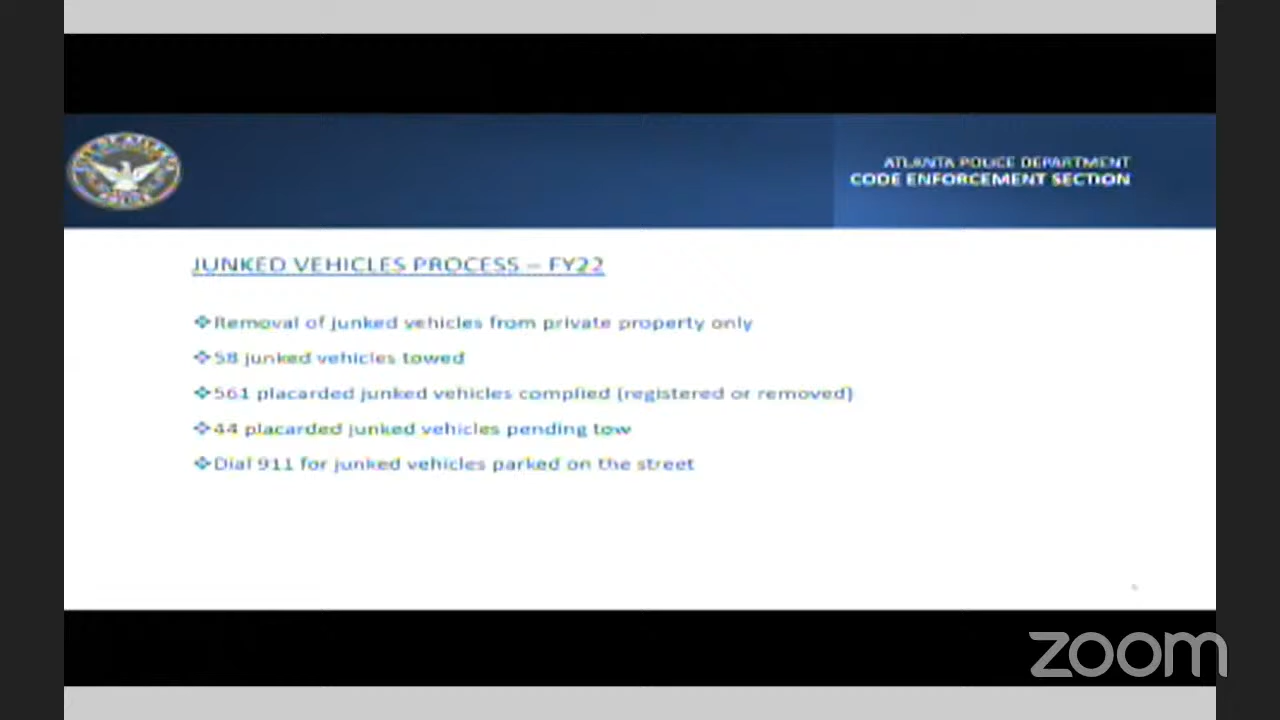 ATLANTA POLICE DEPARTMENT
CODE ENFORCEMENT SECTION
JUNKED VEHICLES PROCESS – FY22
❖Removal of junked vehicles from private property only
❖58 junked vehicles towed
❖561 placarded junked vehicles complied (registered or removed)
❖44 placarded junked vehicles pending tow
❖Dial 911 for junked vehicles parked on the street
zoom